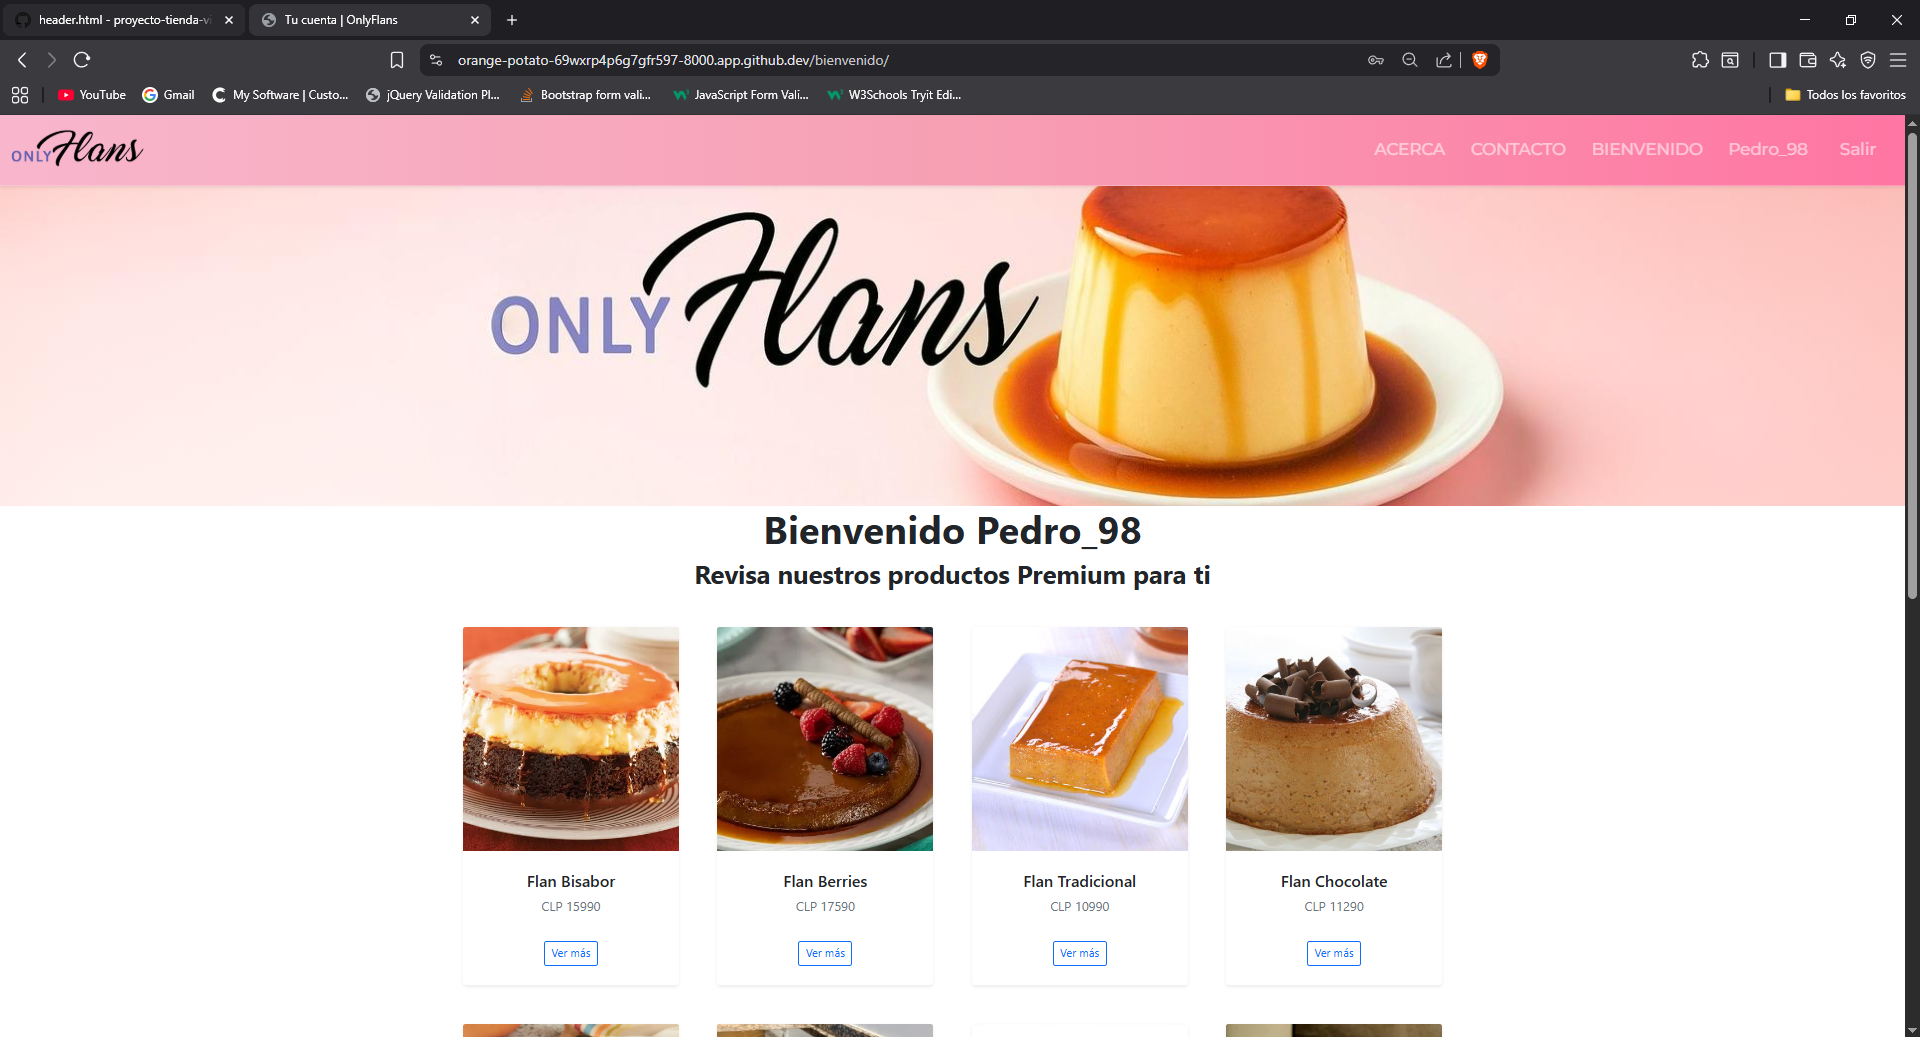 header.html - proyecto-tienda-vi
Tu cuenta | OnlyFlans
orange-potato-69wxrp4p6g7gfr597-8000.app.github.dev/bienvenido/
YouTube
Gmail
My Software | Custo...
jQuery Validation Pl...
Bootstrap form vali...
JavaScript Form Vali...
W3Schools Tryit Edi...
Todos los favoritos
ONLY Flans
ACERCA
CONTACTO
BIENVENIDO
Pedro_98
Salir
ONLY Flans
Bienvenido Pedro_98
Revisa nuestros productos Premium para ti
Flan Bisabor
CLP 15990
Ver más
Flan Berries
CLP 17590
Ver más
Flan Tradicional
CLP 10990
Ver más
Flan Chocolate
CLP 11290
Ver más